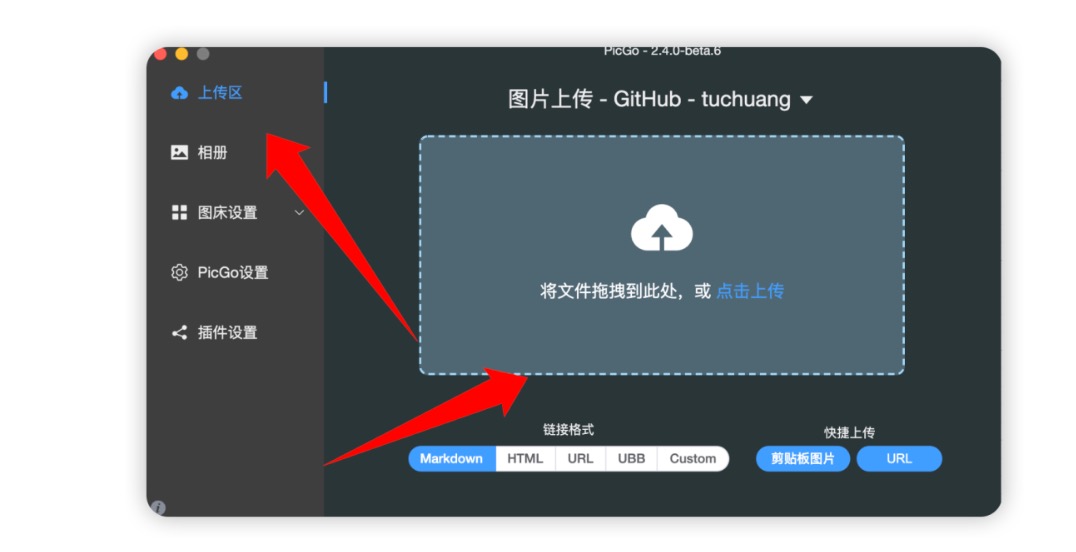 PicGo - 2.4.0-beta.6
上传区
相册
图床设置
PicGo设置
插件设置
图片上传 - GitHub - tuchuang
将文件拖拽到此处，或 点击上传
链接格式
Markdown HTML URL UBB Custom
快捷上传
剪贴板图片 URL